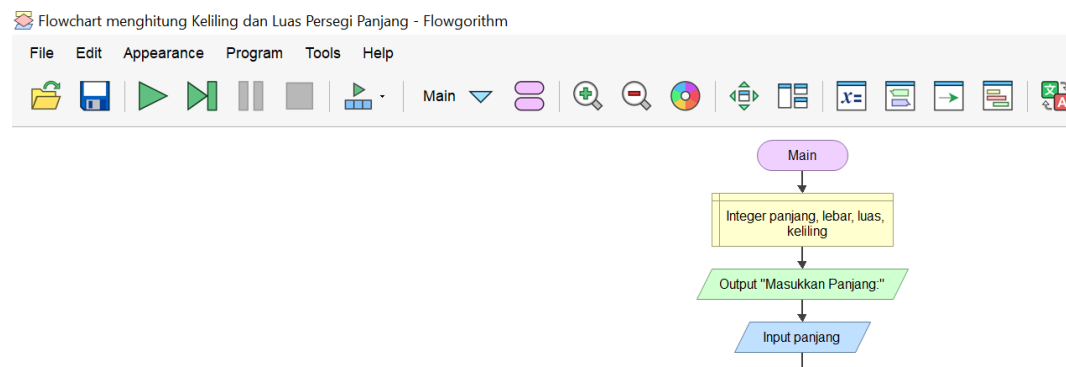 Flowchart menghitung Keliling dan Luas Persegi Panjang - Flowgorithm
File Edit Appearance Program Tools Help
Main x= 文 A
Main
Integer panjang, lebar, luas,
keliling
Output "Masukkan Panjang:"
Input panjang